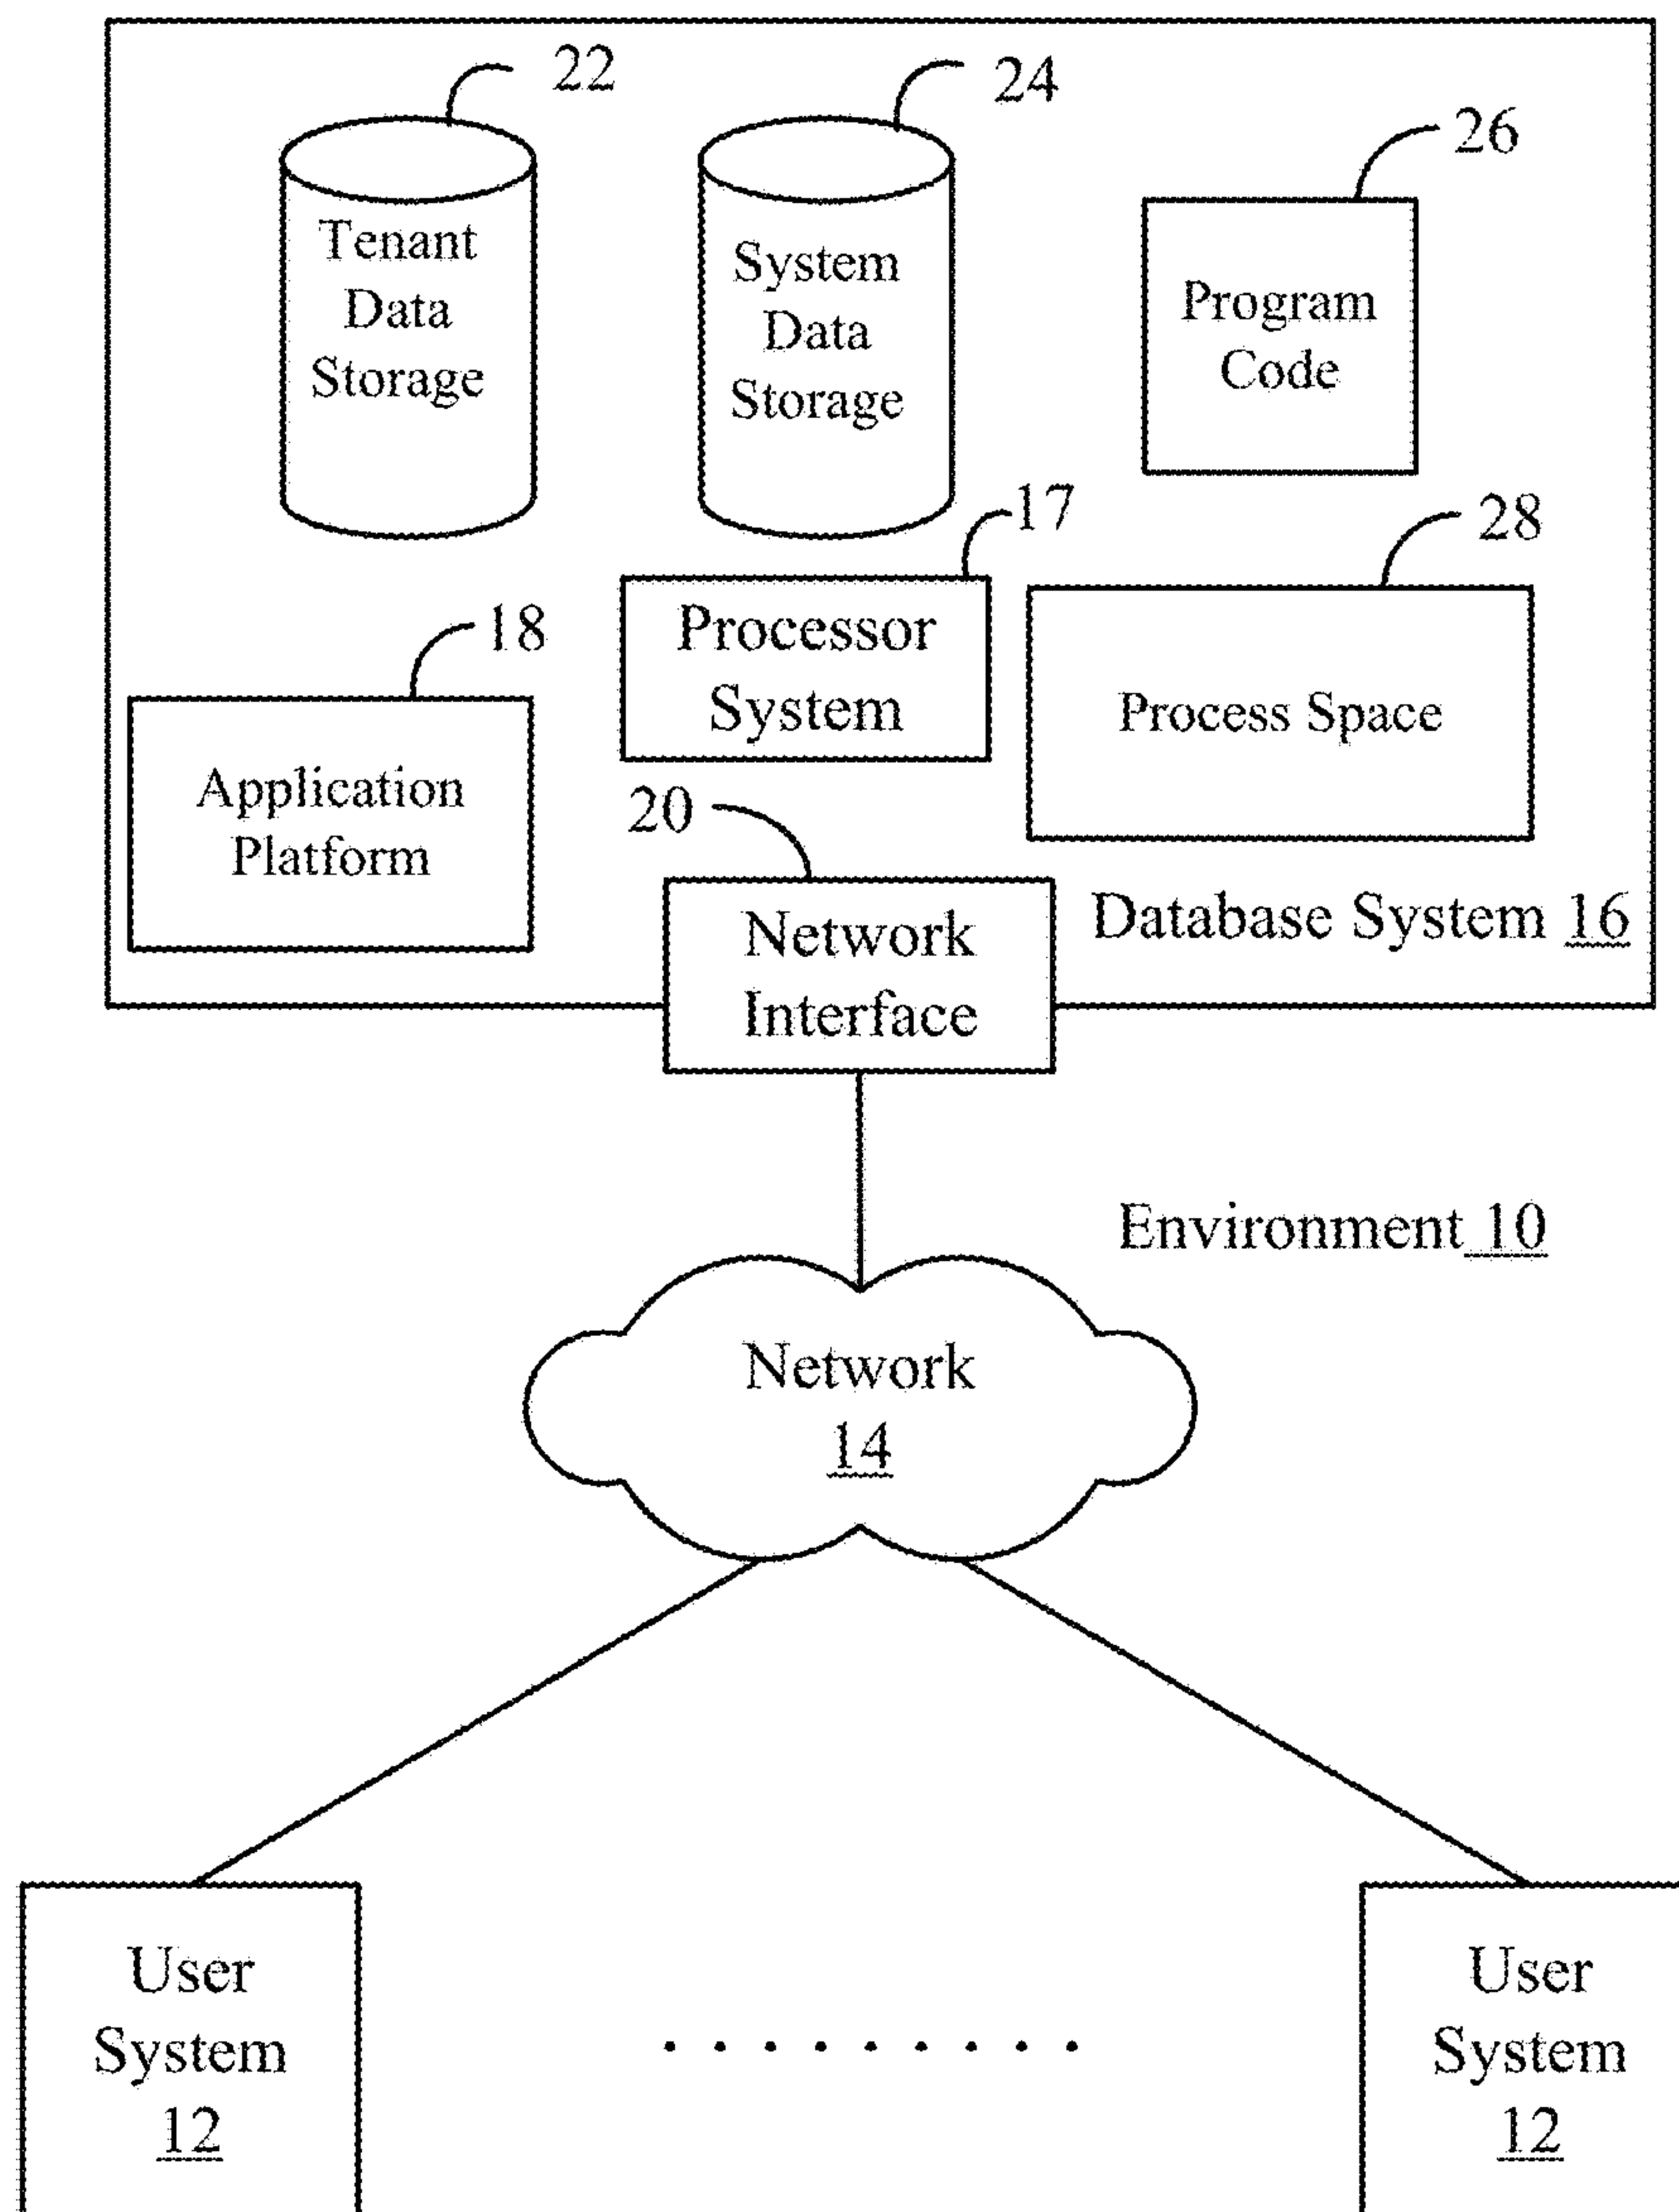 22
24
26
Tenant
Data
Storage
System
Data
Storage
Program
Code
17
28
18
Processor
System
Process Space
Application
Platform
20
Network
Interface
Database System 16
Environment 10
Network
14
User
System
12
.........
User
System
12